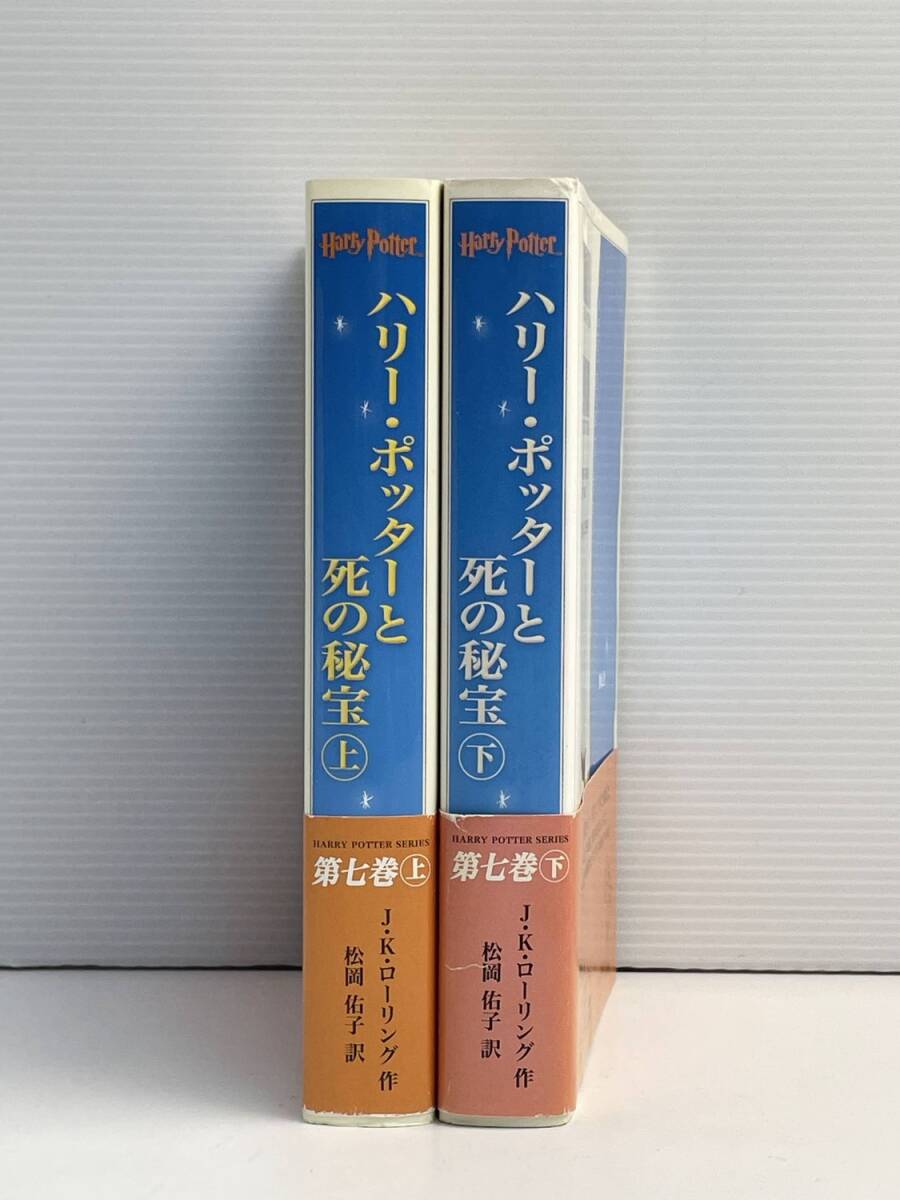 Harry Potter
ハリー・ポッターと
死の秘宝上
HARRY POTTER SERIES
第七巻上
J・K・ローリング 作
松岡 佑子 訳
Harry Potter
ハリー・ポッターと
死の秘宝下
HARRY POTTER SERIES
第七巻下
J・K・ローリング 作
松岡 佑子 訳